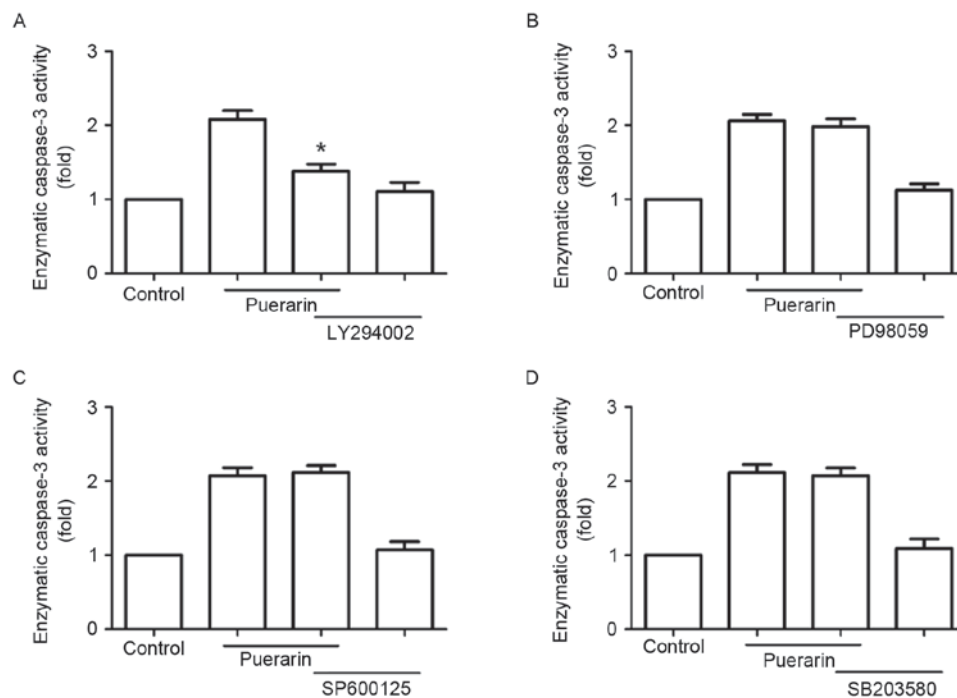 A
Enzymatic caspase-3 activity
(fold)
3
2
1
0
*
Control
Puerarin
LY294002
B
Enzymatic caspase-3 activity
(fold)
3
2
1
0
Control
Puerarin
PD98059
C
Enzymatic caspase-3 activity
(fold)
3
2
1
0
Control
Puerarin
SP600125
D
Enzymatic caspase-3 activity
(fold)
3
2
1
0
Control
Puerarin
SB203580